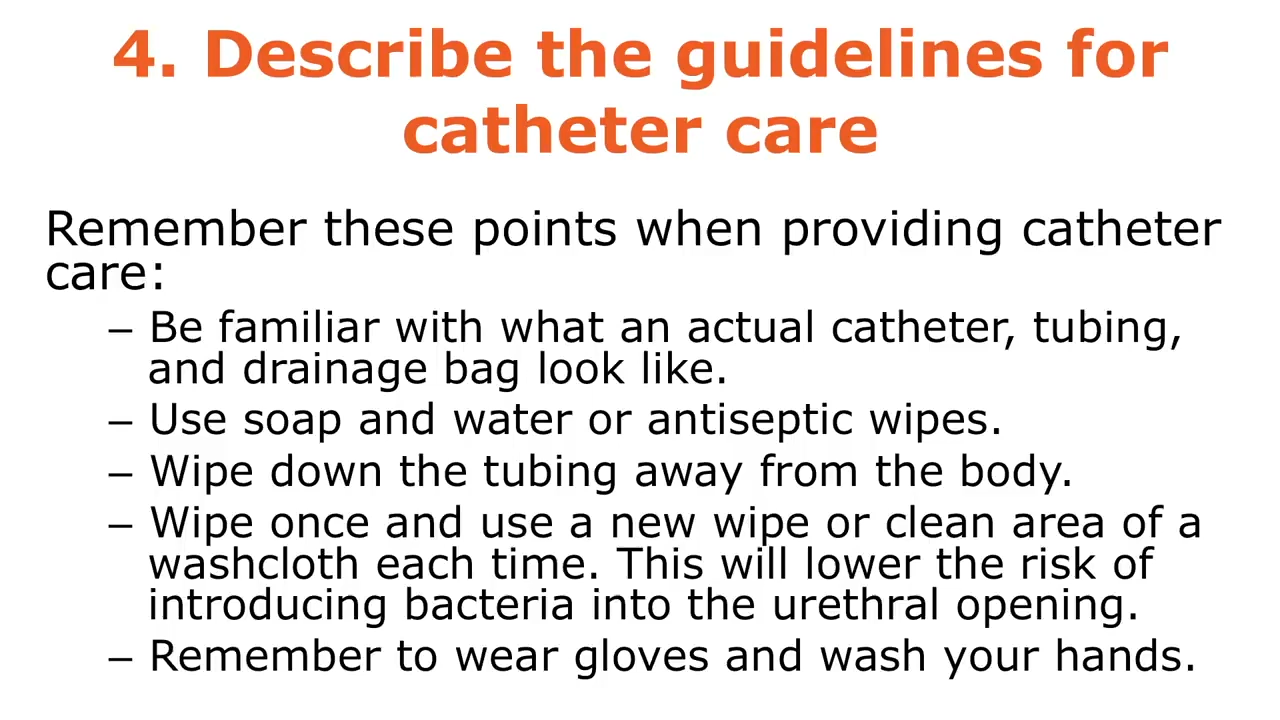 4. Describe the guidelines for
catheter care
Remember these points when providing catheter
care:
– Be familiar with what an actual catheter, tubing,
and drainage bag look like.
– Use soap and water or antiseptic wipes.
– Wipe down the tubing away from the body.
– Wipe once and use a new wipe or clean area of a
washcloth each time. This will lower the risk of
introducing bacteria into the urethral opening.
– Remember to wear gloves and wash your hands.